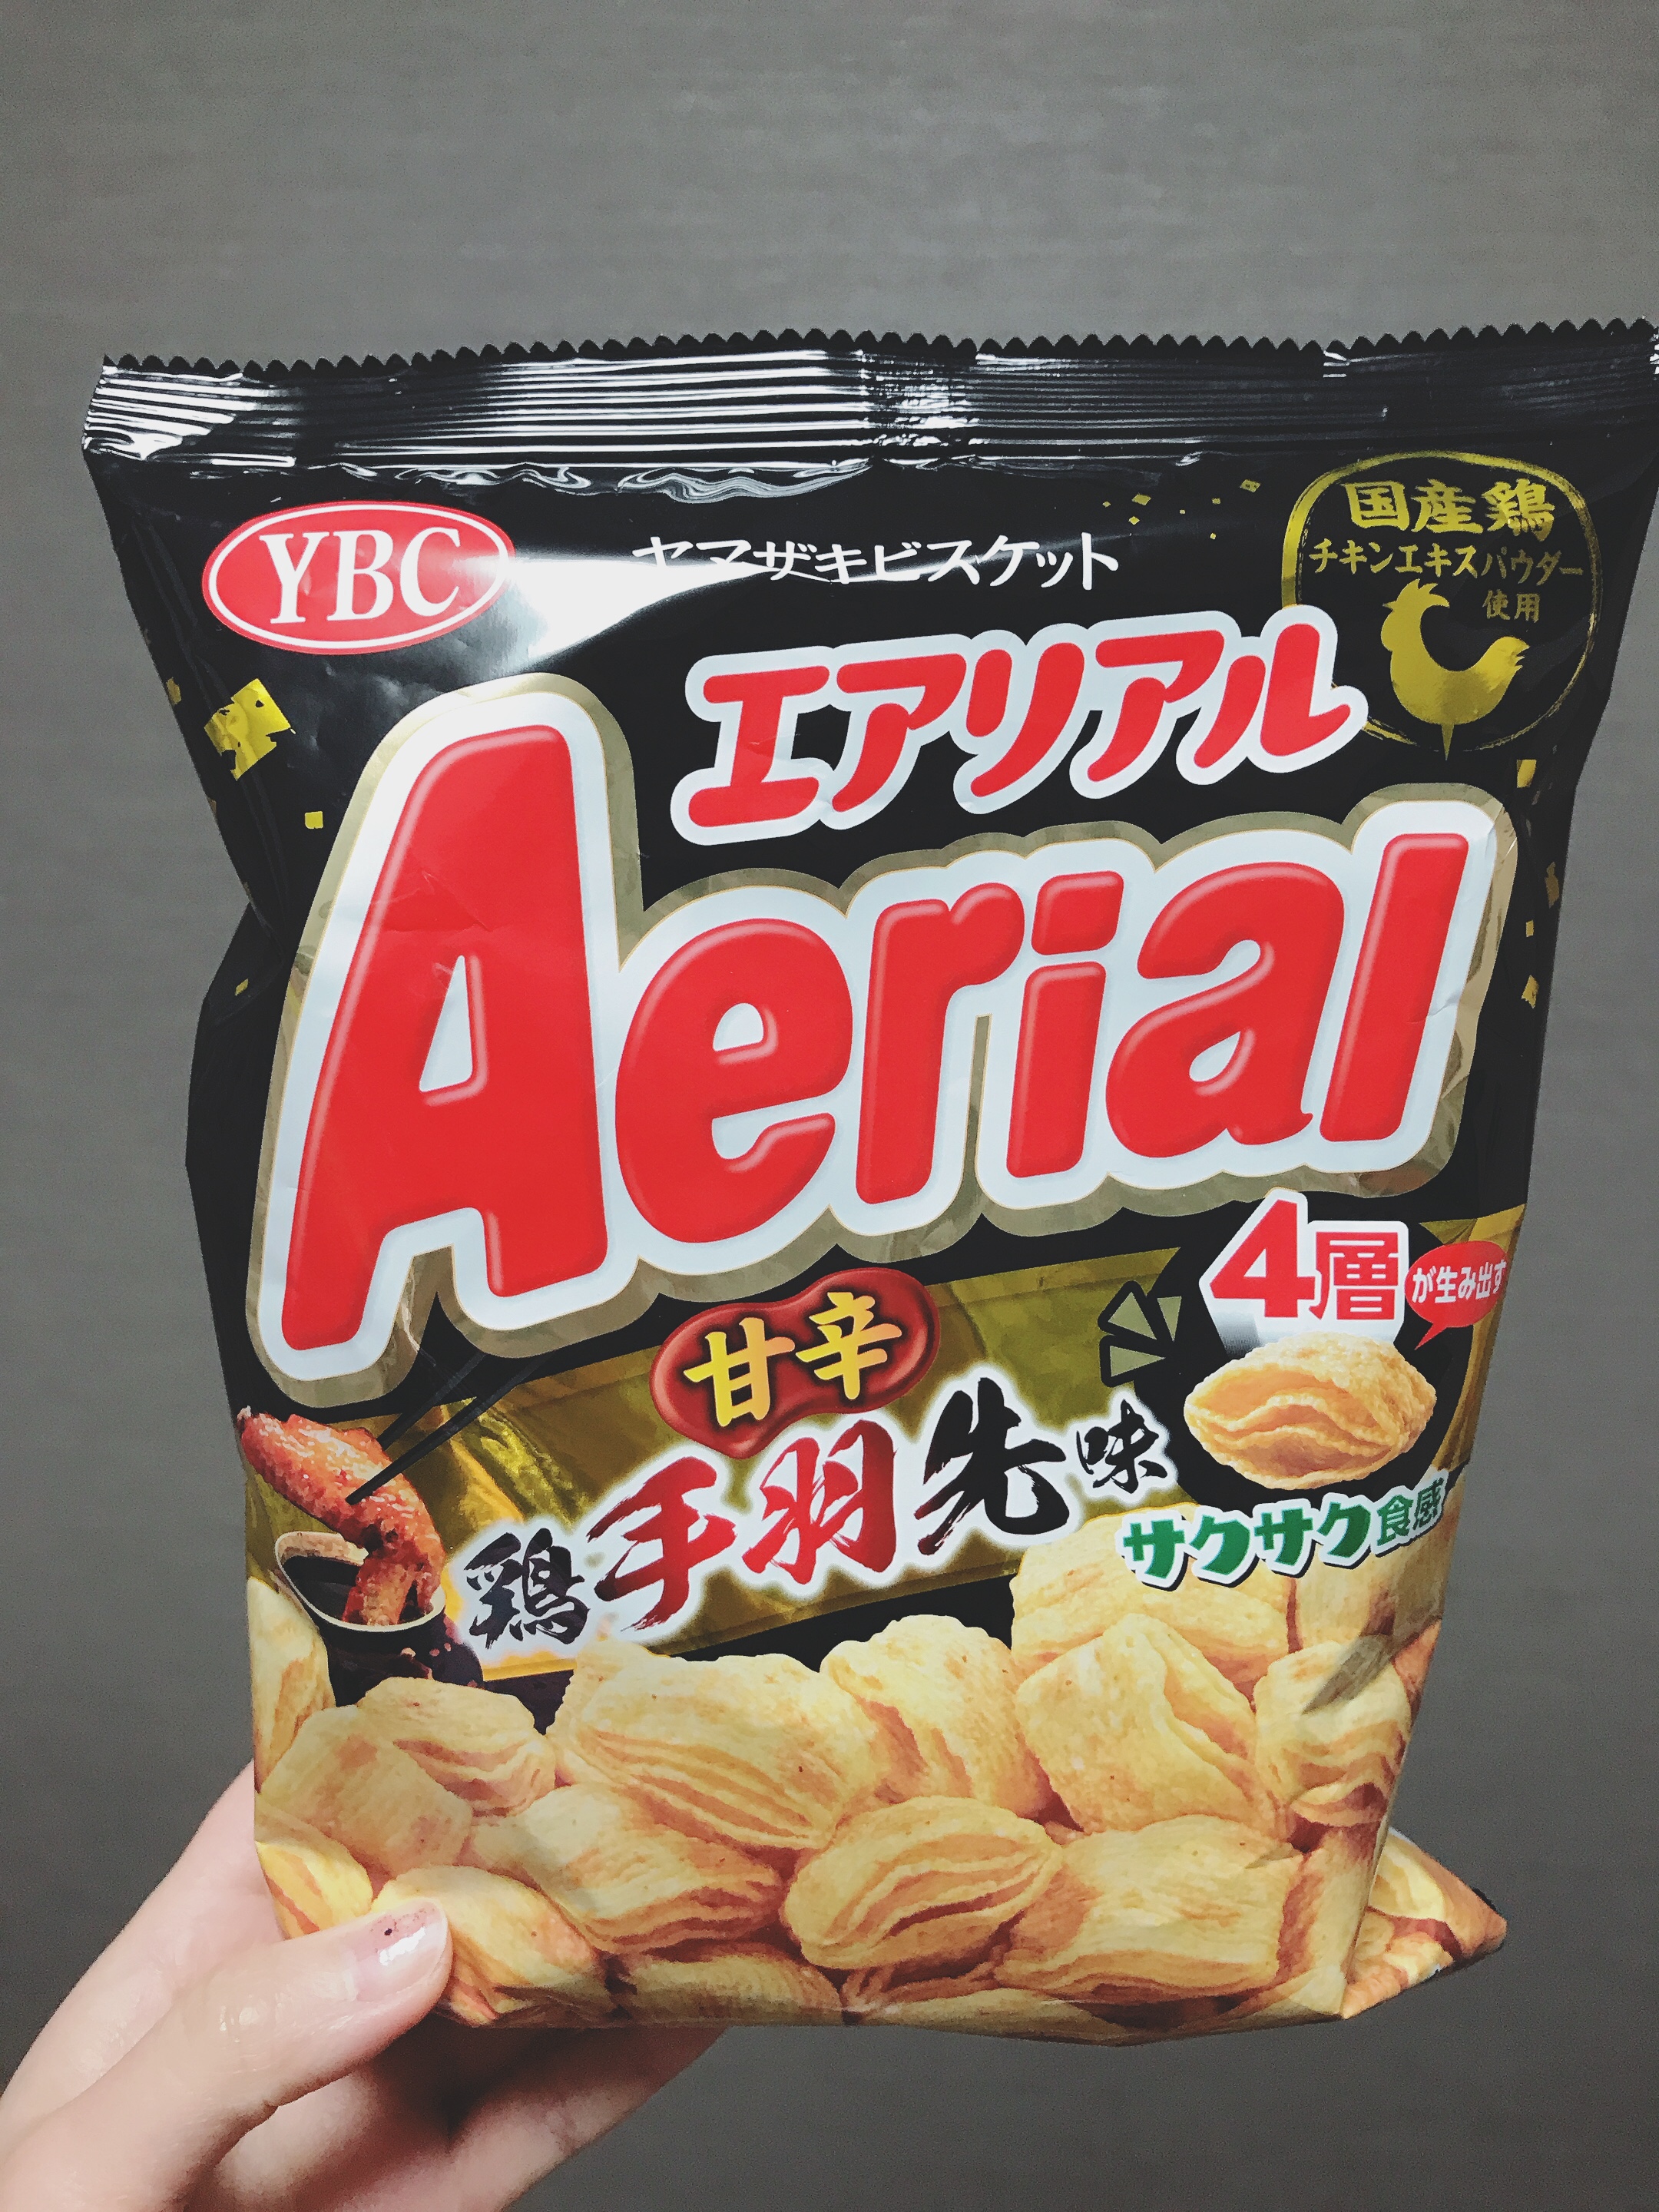 YBC
ヤマザキビスケット
国産鶏
チキンエキスパウダー
使用
エアリアル
Aerial
4層が生み出す
サクサク食感
甘辛
鶏手羽先味